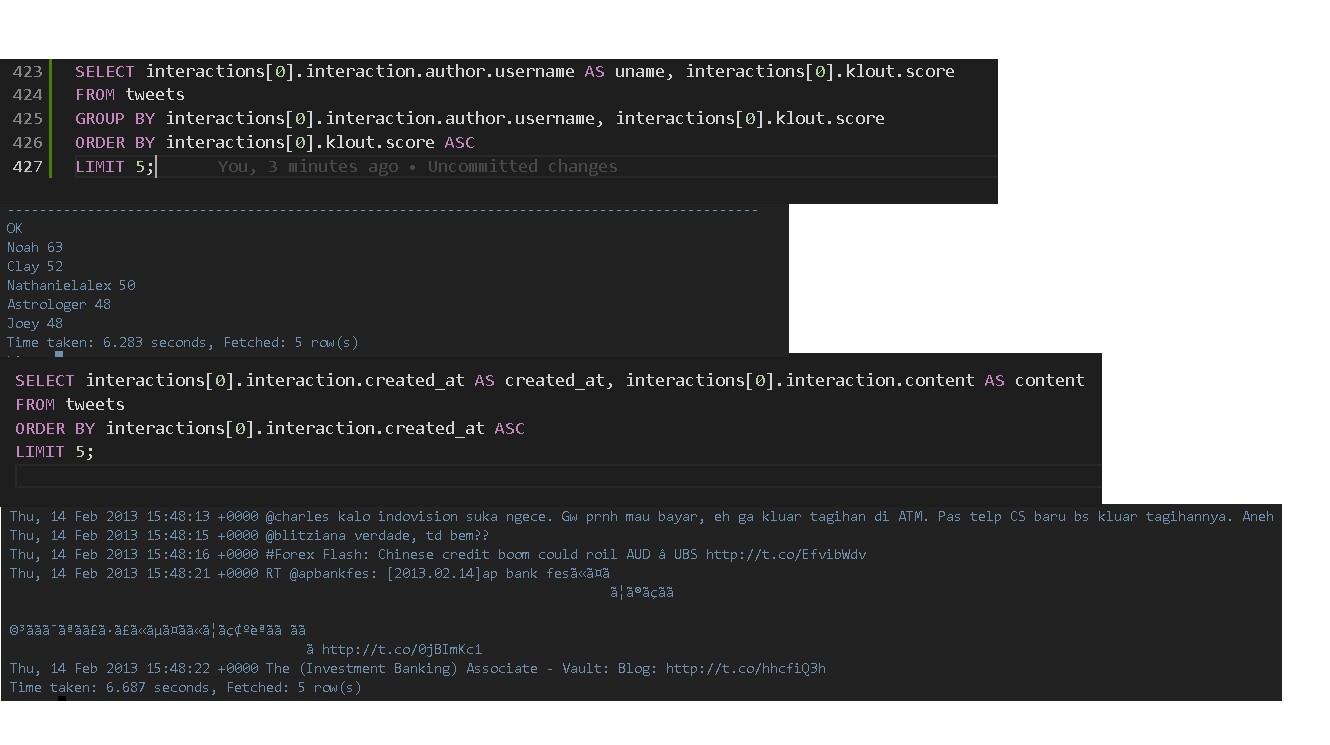 423 SELECT interactions[0].interaction.author.username AS uname, interactions[0].klout.score
424 FROM tweets
425 GROUP BY interactions[0].interaction.author.username, interactions[0].klout.score
426 ORDER BY interactions[0].klout.score ASC
427 LIMIT 5; You, 3 minutes ago • Uncommitted changes
OK
Noah 63
Clay 52
Nathanielalex 50
Astrologer 48
Joey 48
Time taken: 6.283 seconds, Fetched: 5 row(s)
SELECT interactions[0].interaction.created_at AS created_at, interactions[0].interaction.content AS content
FROM tweets
ORDER BY interactions[0].interaction.created_at ASC
LIMIT 5;
Thu, 14 Feb 2013 15:48:13 +0000 @charles kalo indovision suka ngece. Gw prnh mau bayar, eh ga kluar tagihan di ATM. Pas telp CS baru bs kluar tagihannya. Aneh
Thu, 14 Feb 2013 15:48:15 +0000 @blitziana verdade, td bem??
Thu, 14 Feb 2013 15:48:16 +0000 #Forex Flash: Chinese credit boom could roil AUD â UBS http://t.co/EfvibWdv
Thu, 14 Feb 2013 15:48:21 +0000 RT @apbankfes: [2013.02.14]ap bank fesã«ã¤ã
ã¦ã®ãçãã
ã http://t.co/0jBImKc1
Thu, 14 Feb 2013 15:48:22 +0000 The (Investment Banking) Associate - Vault: Blog: http://t.co/hhcfiQ3h
Time taken: 6.687 seconds, Fetched: 5 row(s)